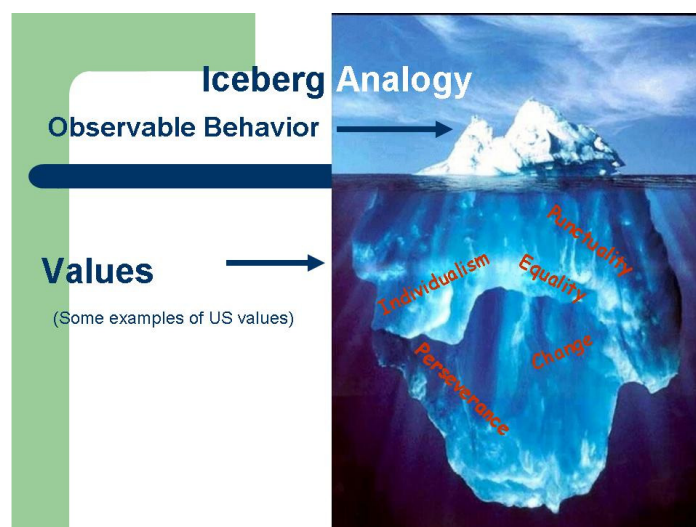 Iceberg Analogy
Observable Behavior
Punctuality
Values
Individualism
Equality
(Some examples of US values)
Change
Perseverance